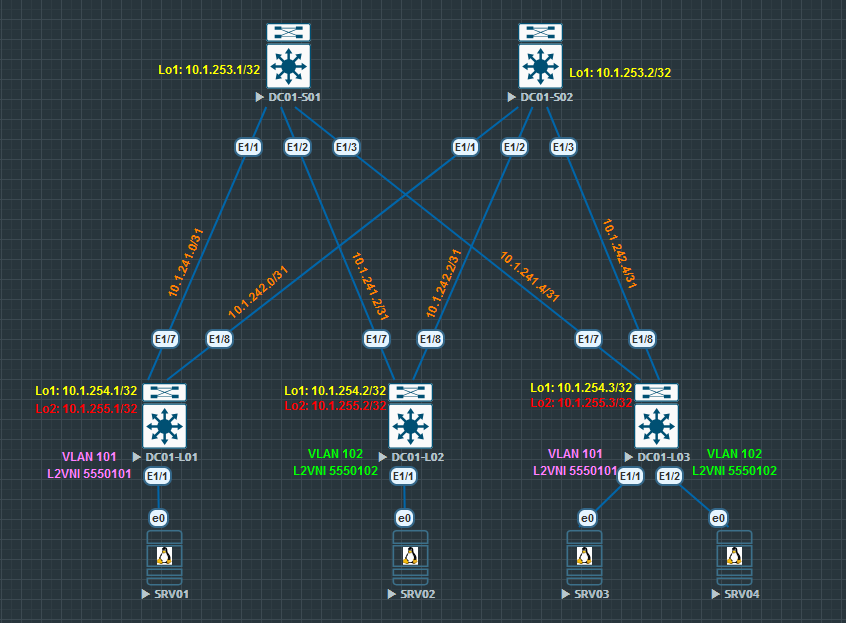 Lo1: 10.1.253.1/32
Lo1: 10.1.253.2/32
DC01-S01
DC01-S02
E1/1
E1/2
E1/3
E1/1
E1/2
E1/3
10.1.241.0/31
10.1.242.0/31
10.1.241.2/31
10.1.242.2/31
10.1.241.4/31
10.1.242.4/31
E1/7
E1/8
E1/7
E1/8
E1/7
E1/8
Lo1: 10.1.254.1/32
Lo2: 10.1.255.1/32
Lo1: 10.1.254.2/32
Lo2: 10.1.255.2/32
Lo1: 10.1.254.3/32
Lo2: 10.1.255.3/32
VLAN 101
L2VNI 5550101
DC01-L01
VLAN 102
L2VNI 5550102
DC01-L02
VLAN 101
L2VNI 5550101
DC01-L03
VLAN 102
L2VNI 5550102
E1/1
E1/1
E1/1
E1/2
e0
e0
e0
e0
SRV01
SRV02
SRV03
SRV04